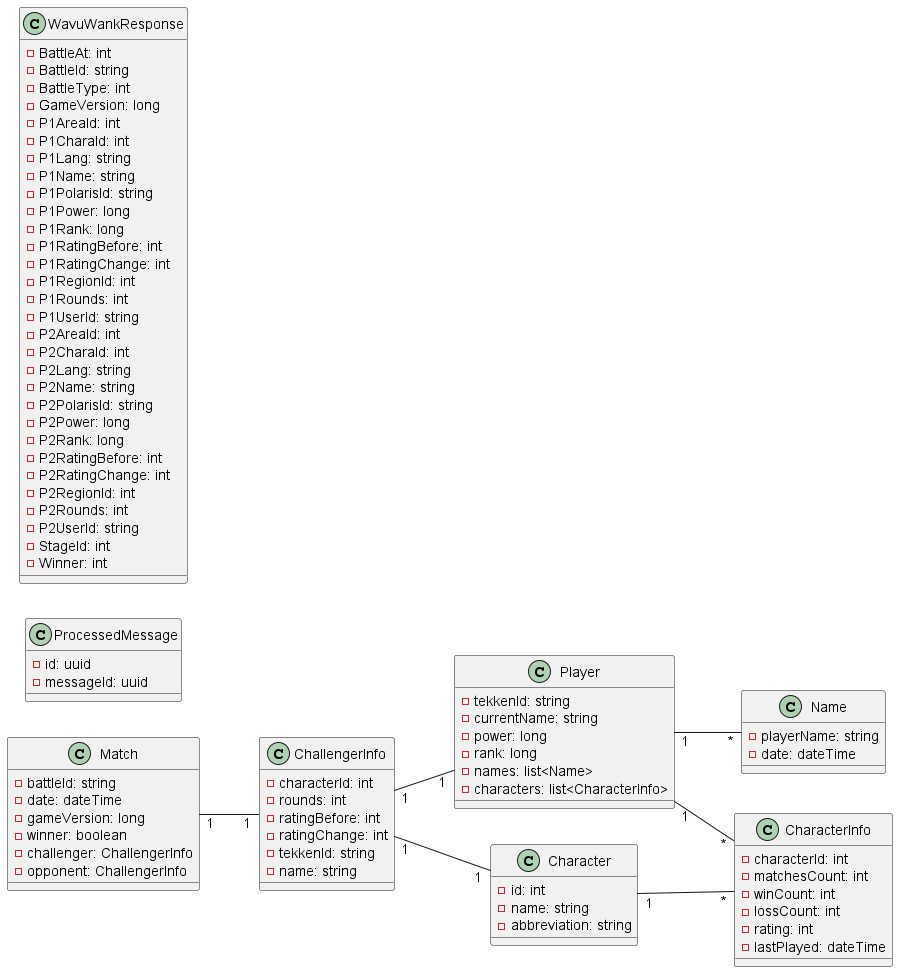 WavuWankResponse
BattleAt: int
BattleId: string
BattleType: int
GameVersion: long
P1AreaId: int
P1CharaId: int
P1Lang: string
P1Name: string
P1PolarisId: string
P1Power: long
P1Rank: long
P1RatingBefore: int
P1RatingChange: int
P1RegionId: int
P1Rounds: int
P1UserId: string
P2AreaId: int
P2CharaId: int
P2Lang: string
P2Name: string
P2PolarisId: string
P2Power: long
P2Rank: long
P2RatingBefore: int
P2RatingChange: int
P2RegionId: int
P2Rounds: int
P2UserId: string
StageId: int
Winner: int
C ProcessedMessage
id: uuid
messageId: uuid
C Match
battleId: string
date: dateTime
gameVersion: long
winner: boolean
challenger: ChallengerInfo
opponent: ChallengerInfo
1 1
C ChallengerInfo
characterId: int
rounds: int
ratingBefore: int
ratingChange: int
tekkenId: string
name: string
1 1
1 1
C Player
tekkenId: string
currentName: string
power: long
rank: long
names: list<Name>
characters: list<CharacterInfo>
1 *
1 *
C Character
id: int
name: string
abbreviation: string
1 *
C Name
playerName: string
date: dateTime
C CharacterInfo
characterId: int
matchesCount: int
winCount: int
lossCount: int
rating: int
lastPlayed: dateTime